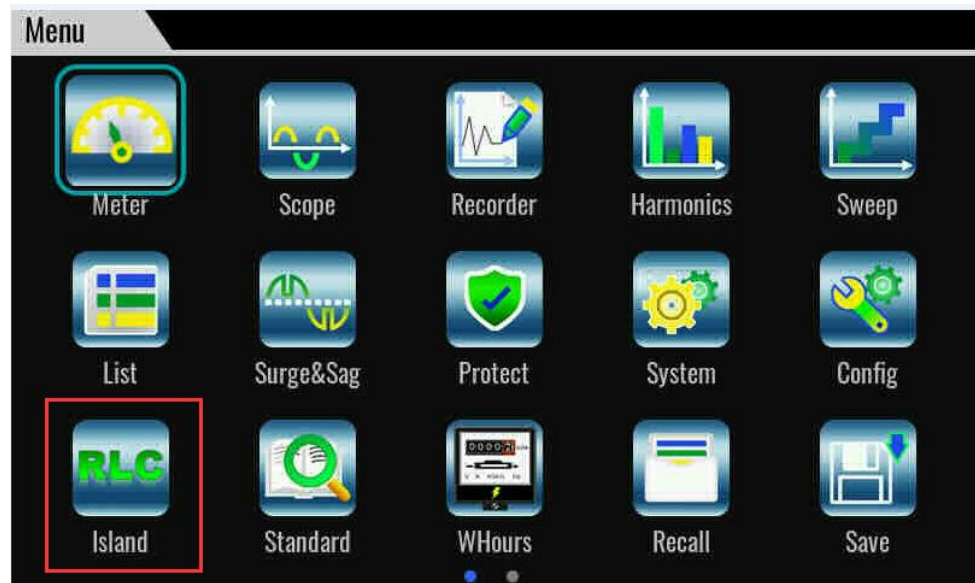 Menu
Meter Scope Recorder Harmonics Sweep
List Surge&Sag Protect System Config
RLC
Island Standard WHours Recall Save